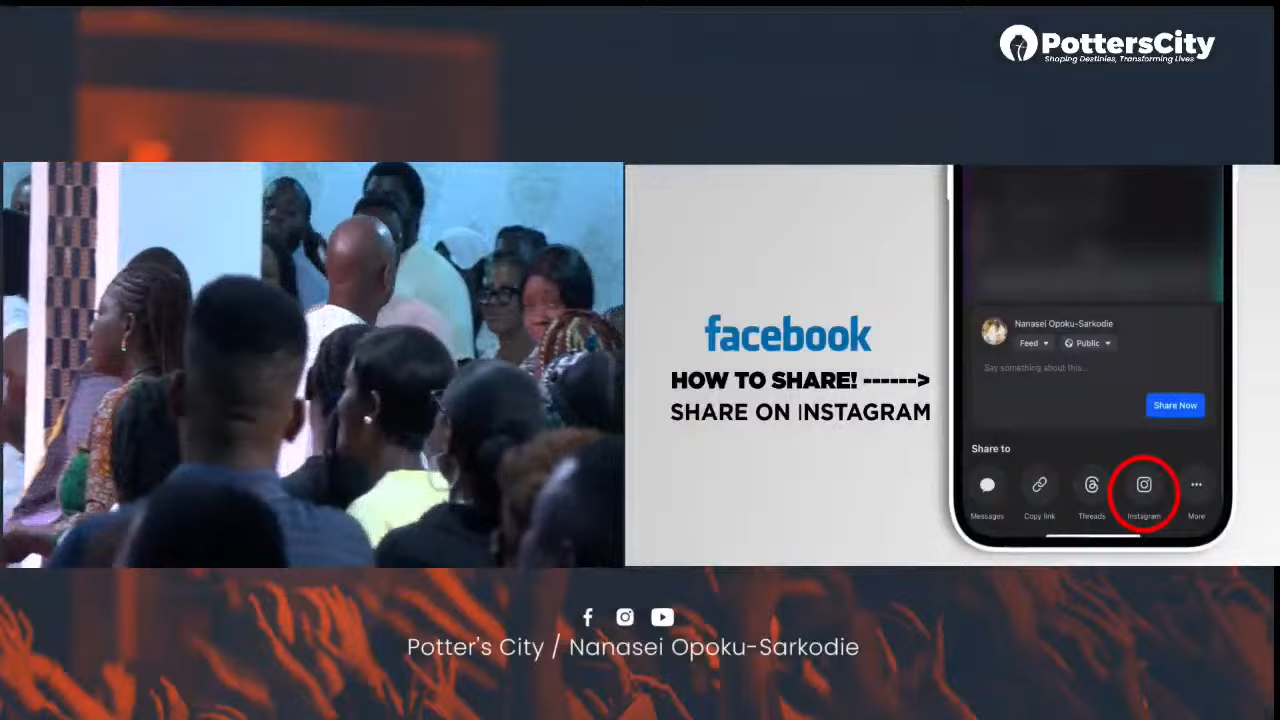 PottersCity
Shaping Destinies, Transforming Lives
facebook
HOW TO SHARE! ------>
SHARE ON INSTAGRAM
Nanasei Opoku-Sarkodie
Feed
Public
Say something about this...
Share Now
Share to
Messages
Copy link
Threads
Instagram
More
Potter's City / Nanasei Opoku-Sarkodie